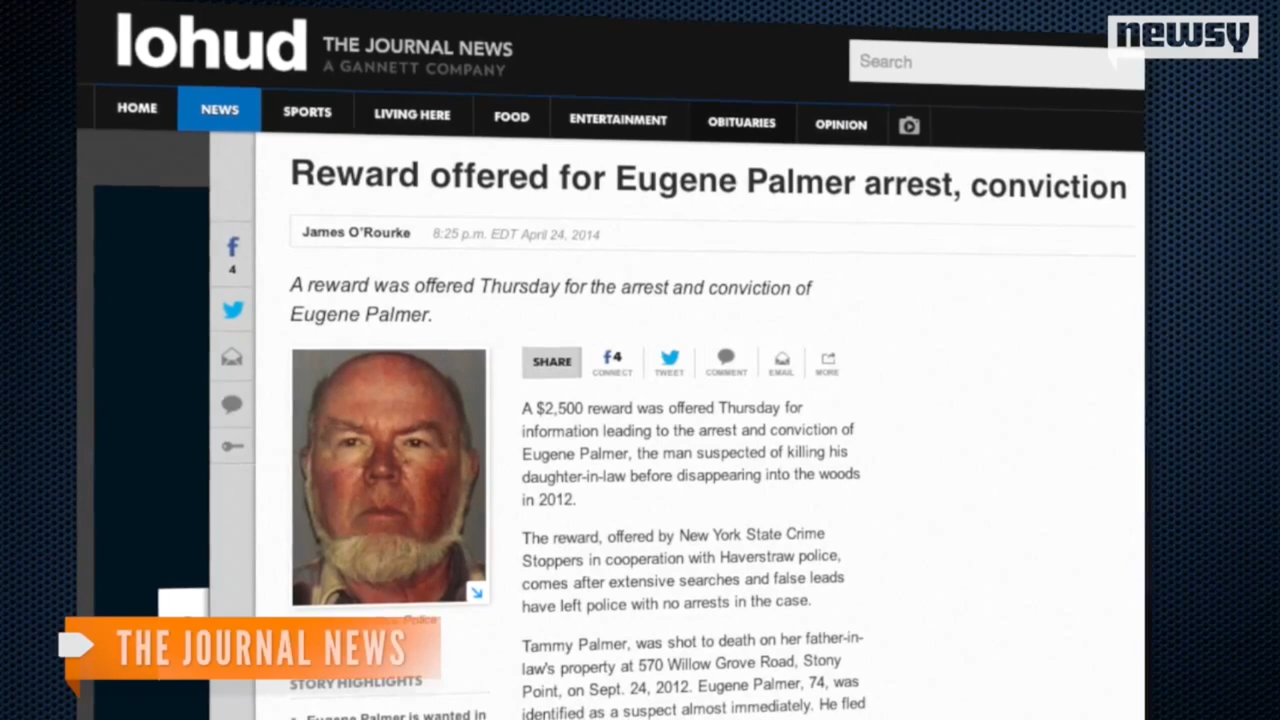 newsy
lohud
THE JOURNAL NEWS
A GANNETT COMPANY
Search
HOME
NEWS
SPORTS
LIVING HERE
FOOD
ENTERTAINMENT
OBITUARIES
OPINION
Reward offered for Eugene Palmer arrest, conviction
James O'Rourke 8:25 p.m. EDT April 24, 2014
4
A reward was offered Thursday for the arrest and conviction of
Eugene Palmer.
SHARE
4
CONNECT
TWEET
COMMENT
EMAIL
MORE
A $2,500 reward was offered Thursday for
information leading to the arrest and conviction of
Eugene Palmer, the man suspected of killing his
daughter-in-law before disappearing into the woods
in 2012.
The reward, offered by New York State Crime
Stoppers in cooperation with Haverstraw police,
comes after extensive searches and false leads
have left police with no arrests in the case.
Tammy Palmer, was shot to death on her father-in-
law's property at 570 Willow Grove Road, Stony
Point, on Sept. 24, 2012. Eugene Palmer, 74, was
identified as a suspect almost immediately. He fled
Police
THE JOURNAL NEWS
STORY HIGHLIGHTS
Eugene Palmer is wanted in